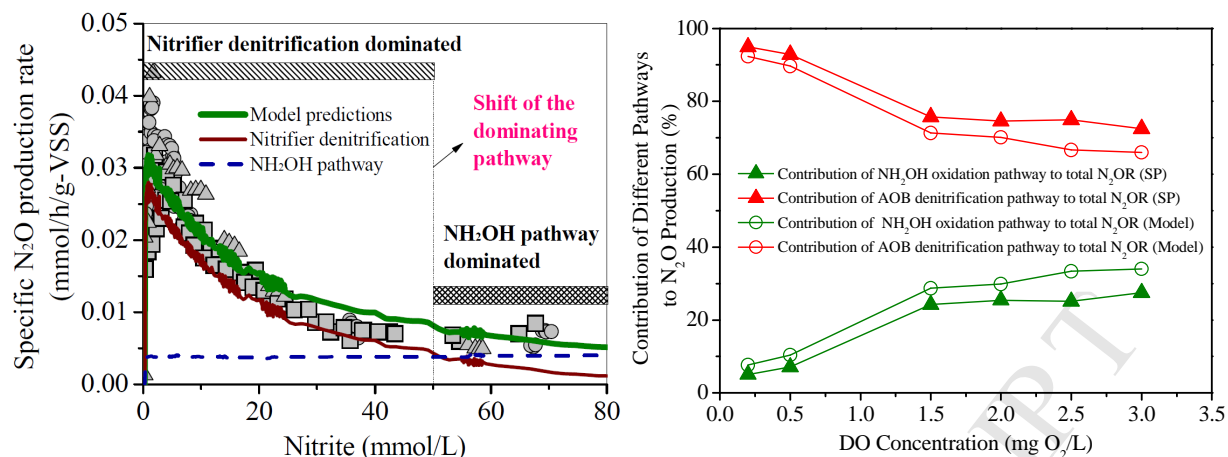 Specific N₂O production rate
(mmol/h/g-VSS)
0.05
0.04
0.03
0.02
0.01
0.00
Nitrifier denitrification dominated
Model predictions
Nitrifier denitrification
NH₂OH pathway
Shift of the
dominating
pathway
NH₂OH pathway
dominated
0 20 40 60 80
Nitrite (mmol/L)
Contribution of Different Pathways
to N₂O Production (%)
100
80
60
40
20
0
Contribution of NH₂OH oxidation pathway to total N₂OR (SP)
Contribution of AOB denitrification pathway to total N₂OR (SP)
Contribution of NH₂OH oxidation pathway to total N₂OR (Model)
Contribution of AOB denitrification pathway to total N₂OR (Model)
0.0 0.5 1.0 1.5 2.0 2.5 3.0
DO Concentration (mg O₂/L)